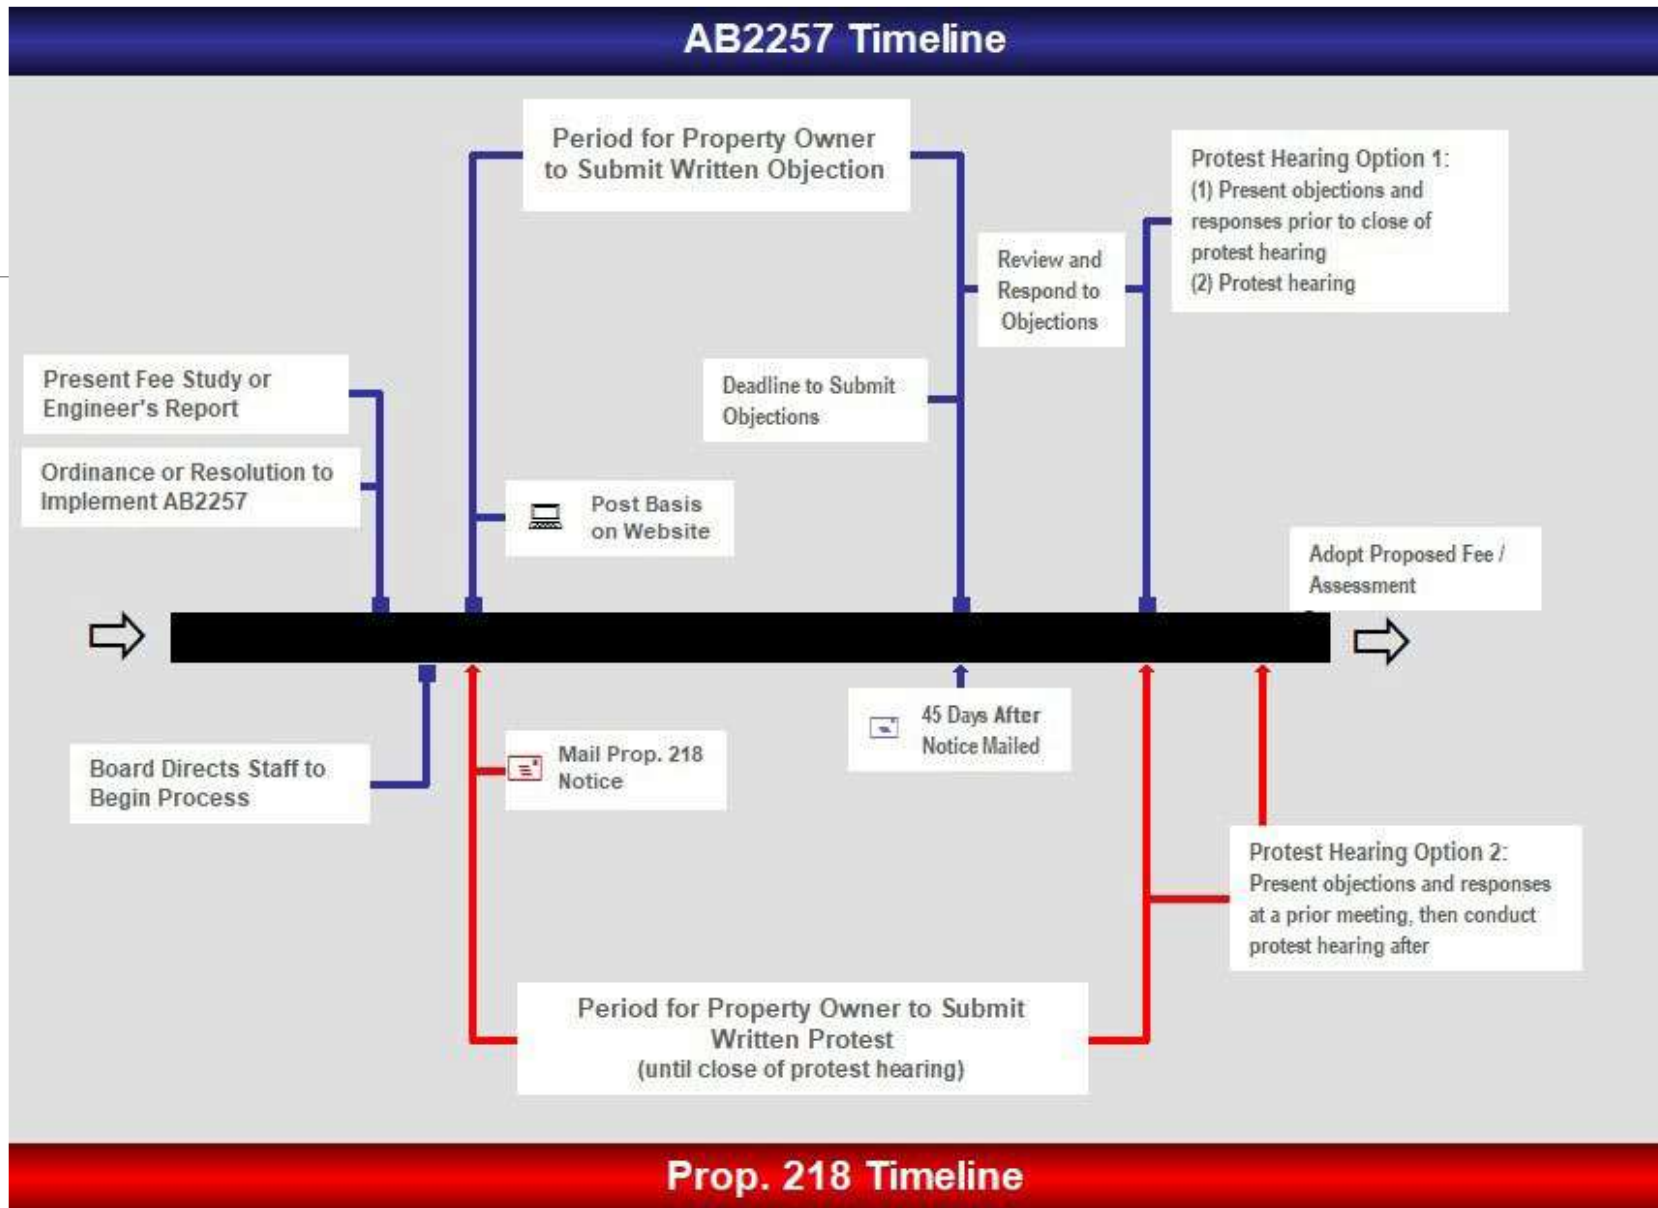 AB2257 Timeline
Period for Property Owner
to Submit Written Objection
Protest Hearing Option 1:
(1) Present objections and
responses prior to close of
protest hearing
(2) Protest hearing
Review and
Respond to
Objections
Present Fee Study or
Engineer's Report
Deadline to Submit
Objections
Ordinance or Resolution to
Implement AB2257
Post Basis
on Website
Adopt Proposed Fee /
Assessment
45 Days After
Notice Mailed
Mail Prop. 218
Notice
Board Directs Staff to
Begin Process
Protest Hearing Option 2:
Present objections and responses
at a prior meeting, then conduct
protest hearing after
Period for Property Owner to Submit
Written Protest
(until close of protest hearing)
Prop. 218 Timeline